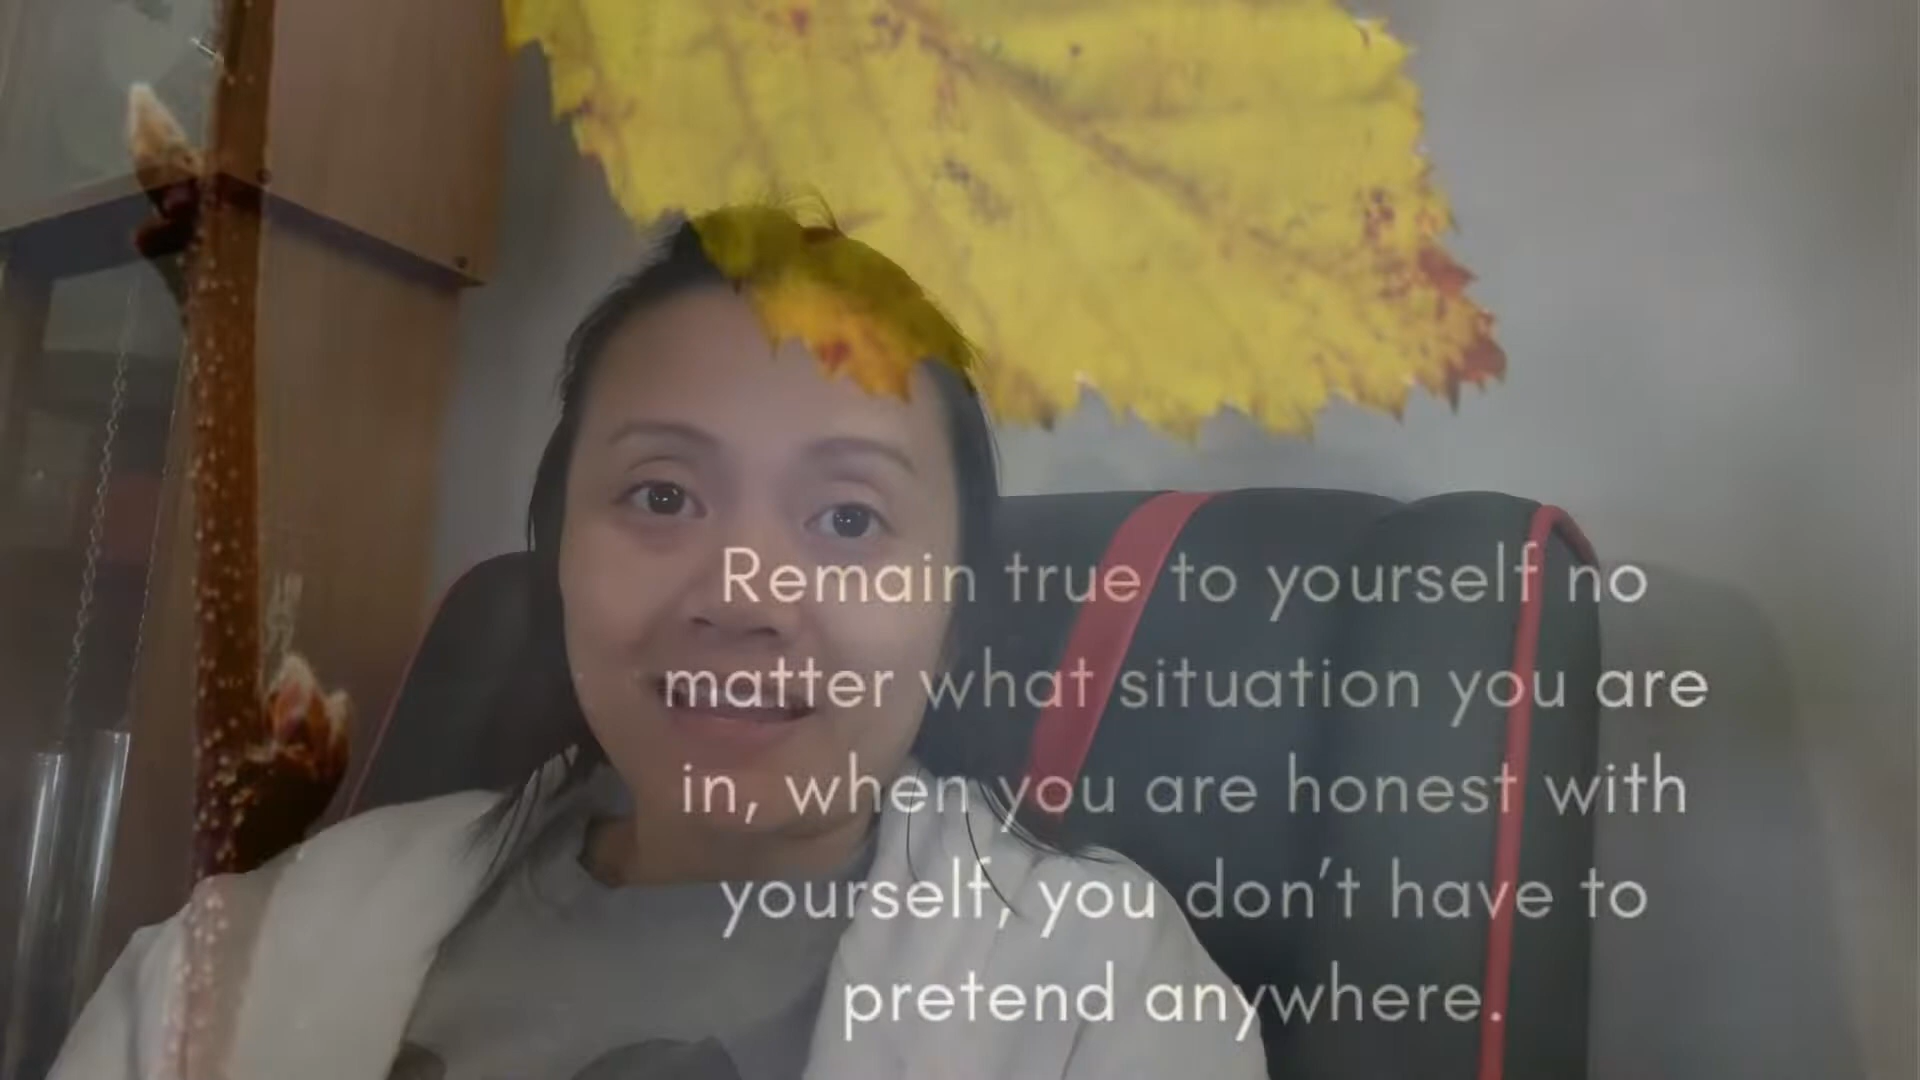 Remain true to yourself no
matter what situation you are
in, when you are honest with
yourself, you don't have to
pretend anywhere.